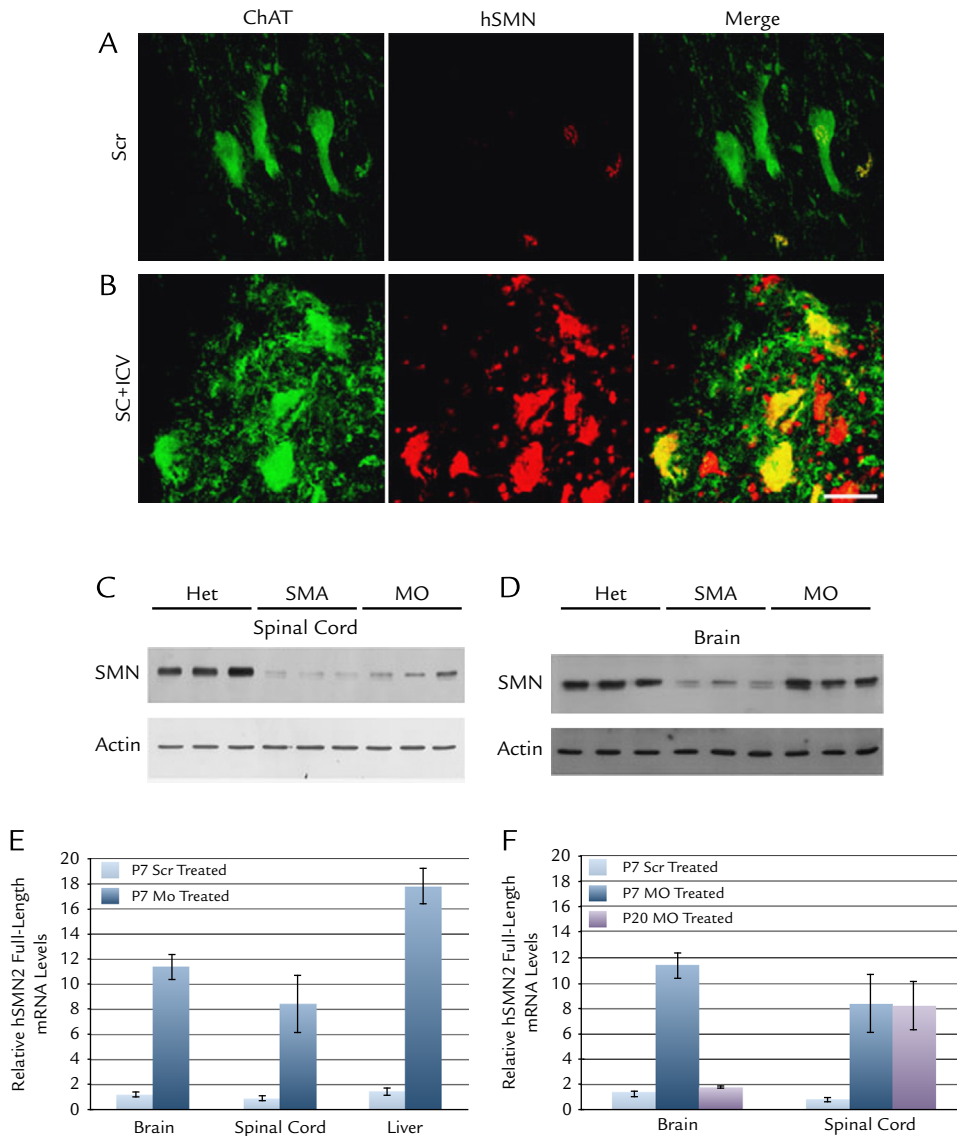 ChAT hSMN Merge
A
Scr
B
SC+ICV
C
Het SMA MO
Spinal Cord
SMN
Actin
D
Het SMA MO
Brain
SMN
Actin
E
P7 Scr Treated
P7 Mo Treated
Relative hSMN2 Full-Length
mRNA Levels
20
18
16
14
12
10
8
6
4
2
0
Brain Spinal Cord Liver
F
P7 Scr Treated
P7 MO Treated
P20 MO Treated
Relative hSMN2 Full-Length
mRNA Levels
20
18
16
14
12
10
8
6
4
2
0
Brain Spinal Cord